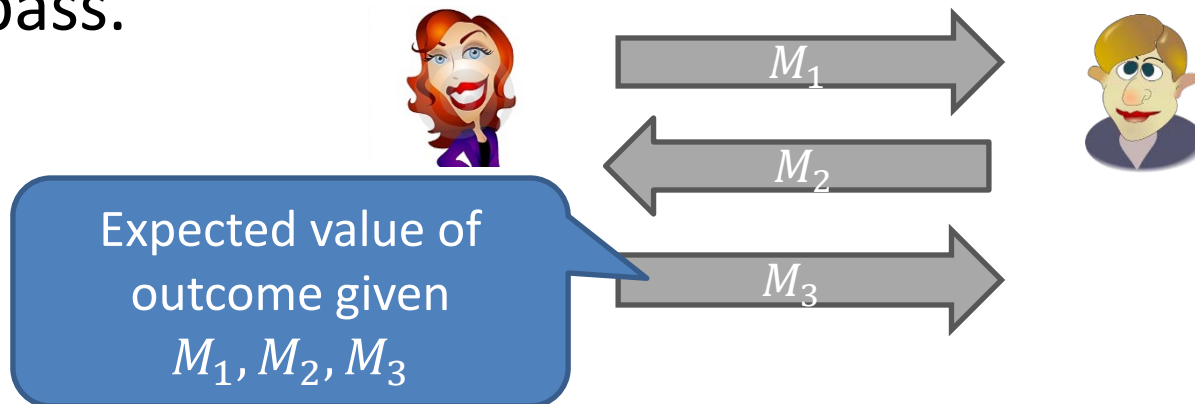 pass.
M₁
M₂
Expected value of
outcome given
M₁, M₂, M₃
M₃